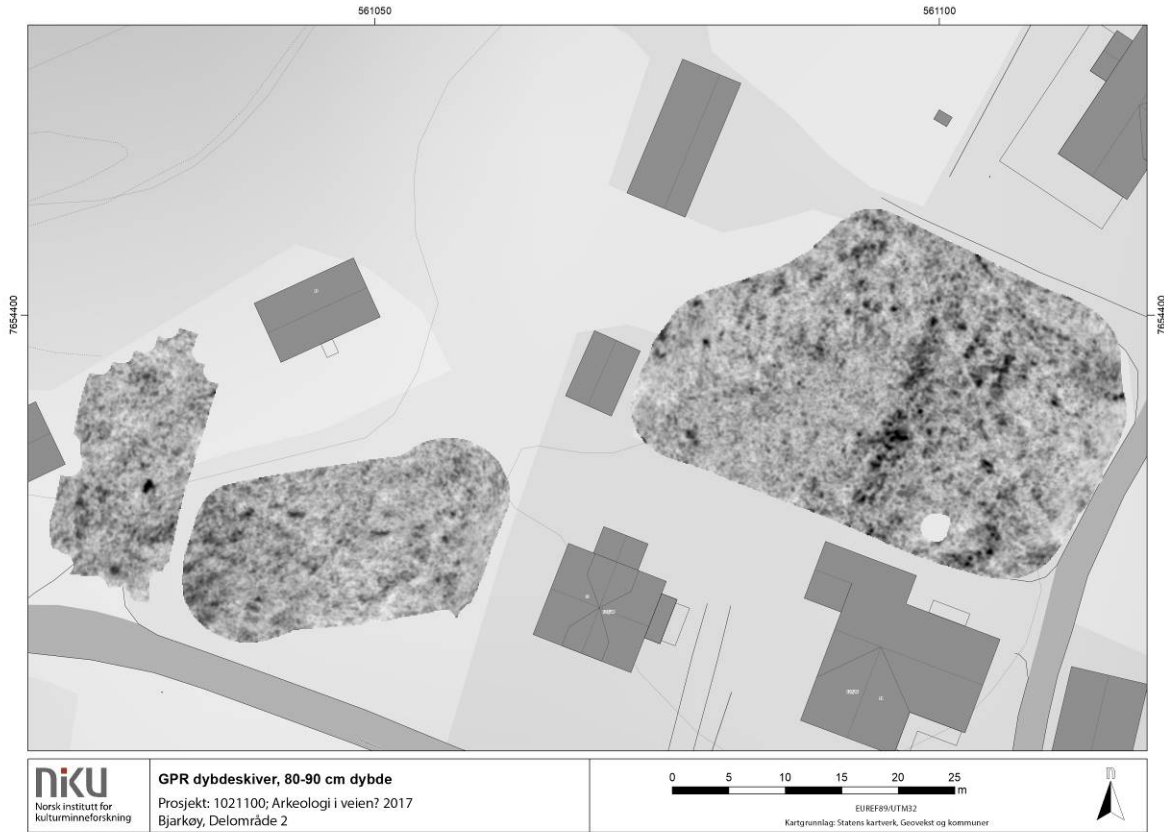 561050
561100
7654400
7654400
niKU
Norsk institutt for
kulturminneforskning
GPR dybdeskiver, 80-90 cm dybde
Prosjekt: 1021100; Arkeologi i veien? 2017
Bjarkøy, Delområde 2
0 5 10 15 20 25
m
EUREF89/UTM32
Kartgrunnlag: Statens kartverk, Geovekst og kommuner
n